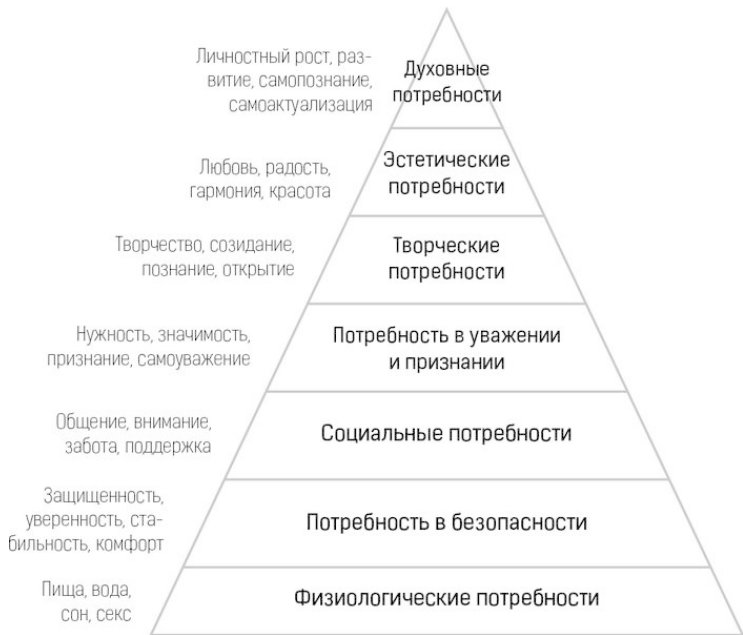 Личностный рост, раз-
витие, самопознание,
самоактуализация
Духовные
потребности
Любовь, радость,
гармония, красота
Эстетические
потребности
Творчество, созидание,
познание, открытие
Творческие
потребности
Нужность, значимость,
признание, самоуважение
Потребность в уважении
и признании
Общение, внимание,
забота, поддержка
Социальные потребности
Защищенность,
уверенность, ста-
бильность, комфорт
Потребность в безопасности
Пища, вода,
сон, секс
Физиологические потребности